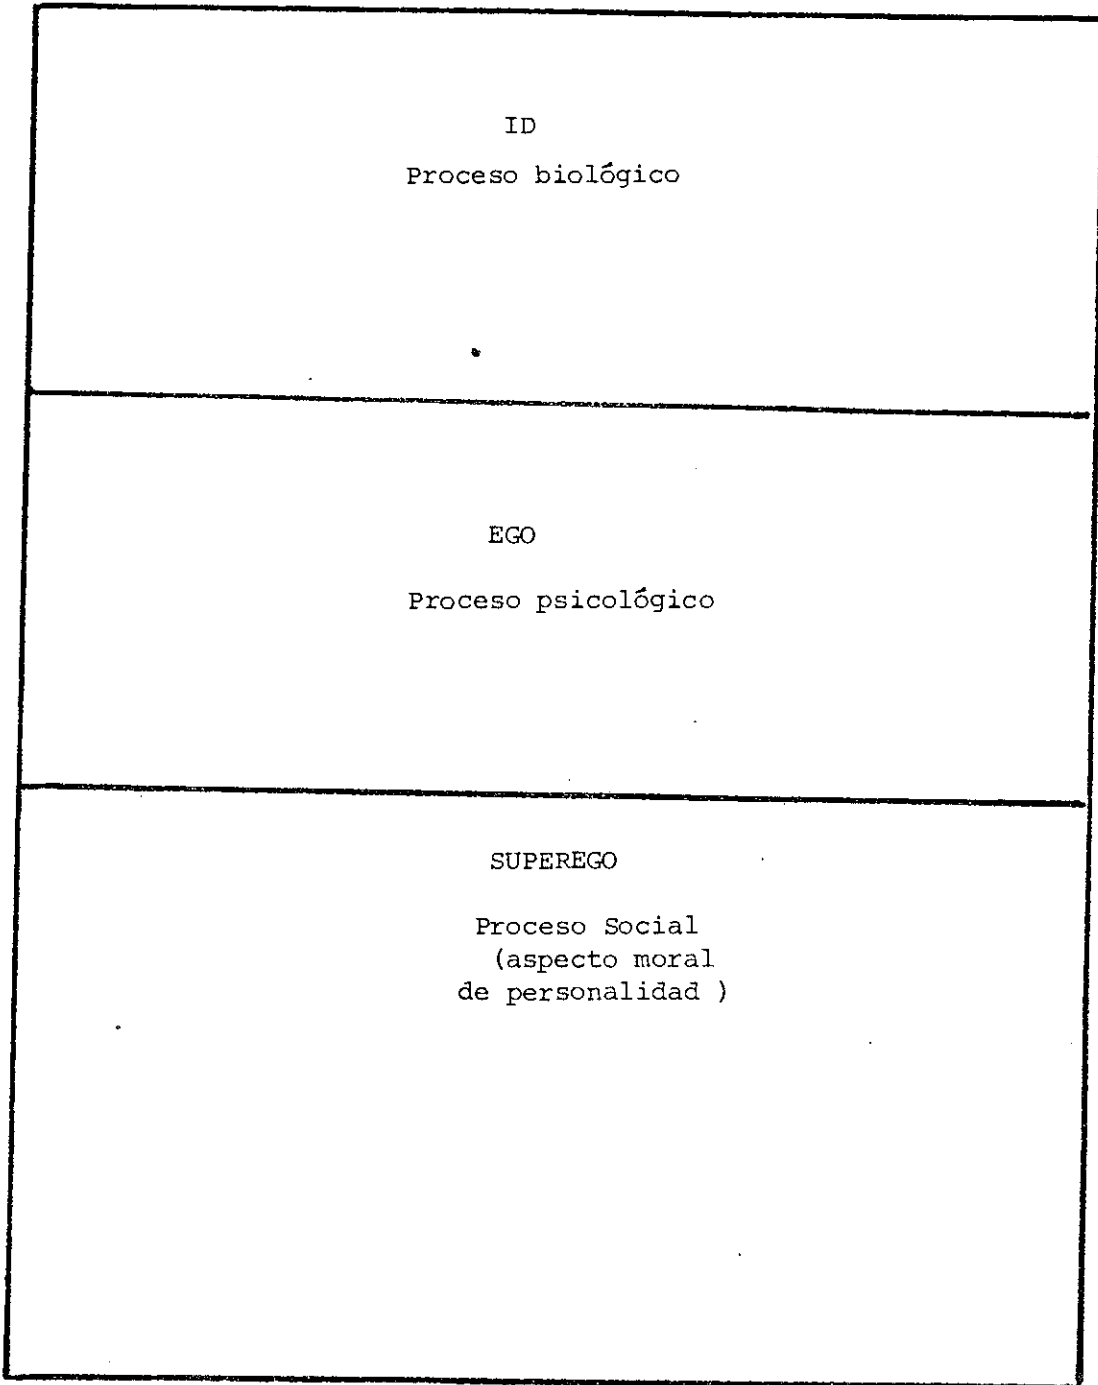 ID
Proceso biológico
EGO
Proceso psicológico
SUPEREGO
Proceso Social
(aspecto moral
de personalidad )